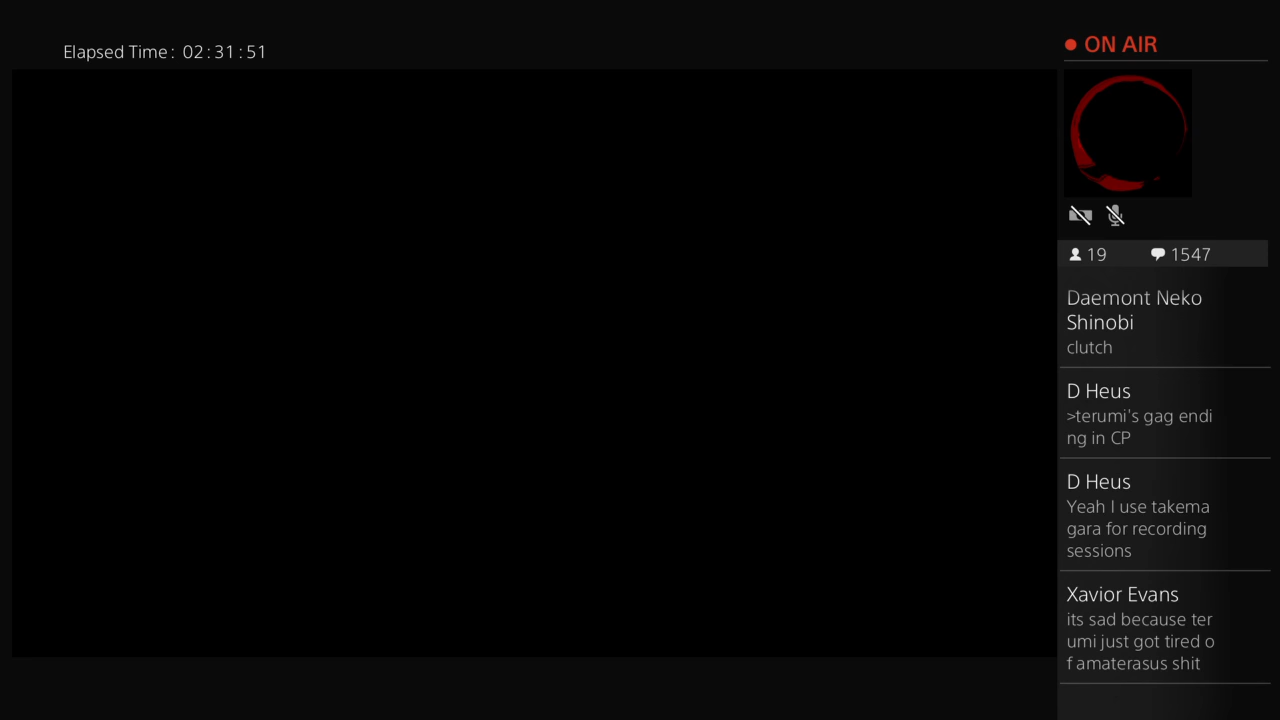 Elapsed Time: 02:31:51
ON AIR
19 1547
Daemont Neko
Shinobi
clutch
D Heus
>terumi's gag endi
ng in CP
D Heus
Yeah I use takema
gara for recording
sessions
Xavior Evans
its sad because ter
umi just got tired o
f amaterasus shit